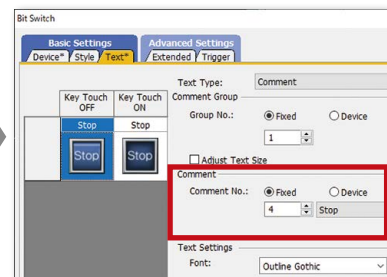 Bit Switch
Basic Settings Advanced Settings
Device* Style Text* Extended Trigger
Text Type: Comment
Key Touch OFF Key Touch ON
Stop Stop
Stop Stop
Comment Group
Group No.: Fixed Device
1
Adjust Text Size
Comment
Comment No.: Fixed Device
4 Stop
Text Settings
Font: Outline Gothic